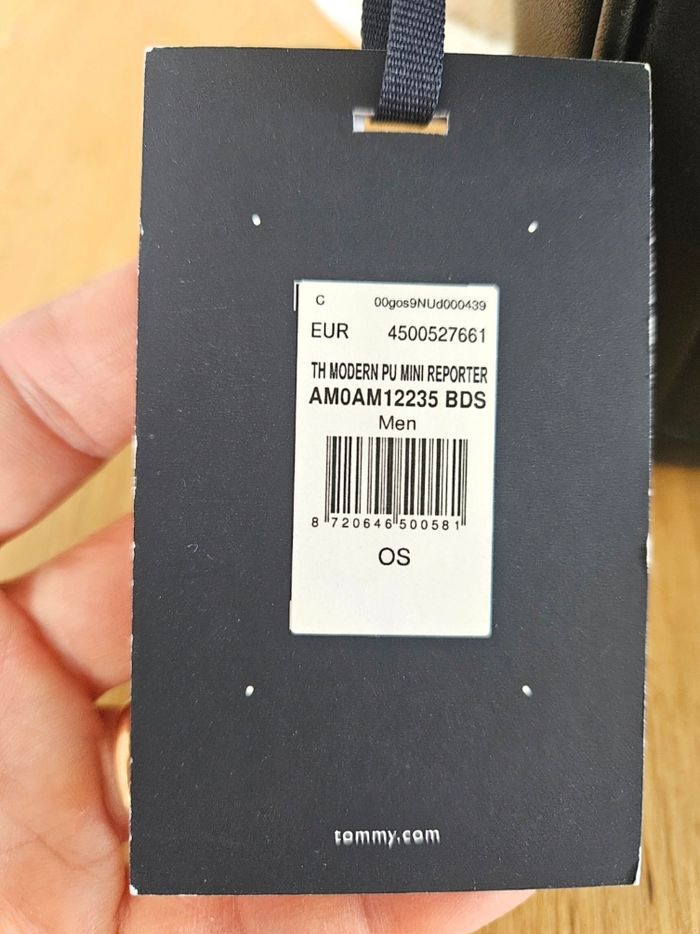 C 00gos9NUd000439
EUR 4500527661
TH MODERN PU MINI REPORTER
AM0AM12235 BDS
Men
8 720646 500581
OS
tommy.com